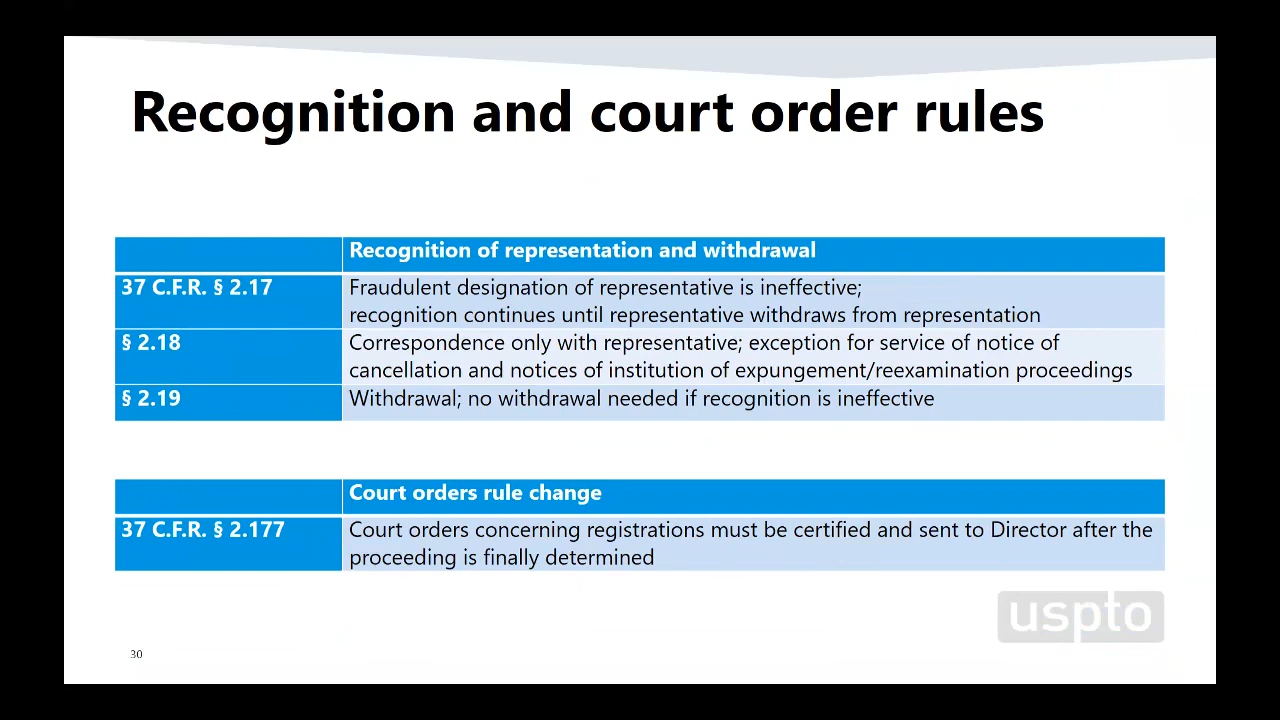 Recognition and court order rules
Recognition of representation and withdrawal
37 C.F.R. § 2.17
Fraudulent designation of representative is ineffective;
recognition continues until representative withdraws from representation
§ 2.18
Correspondence only with representative; exception for service of notice of
cancellation and notices of institution of expungement/reexamination proceedings
§ 2.19
Withdrawal; no withdrawal needed if recognition is ineffective
Court orders rule change
37 C.F.R. § 2.177
Court orders concerning registrations must be certified and sent to Director after the
proceeding is finally determined
uspto
30